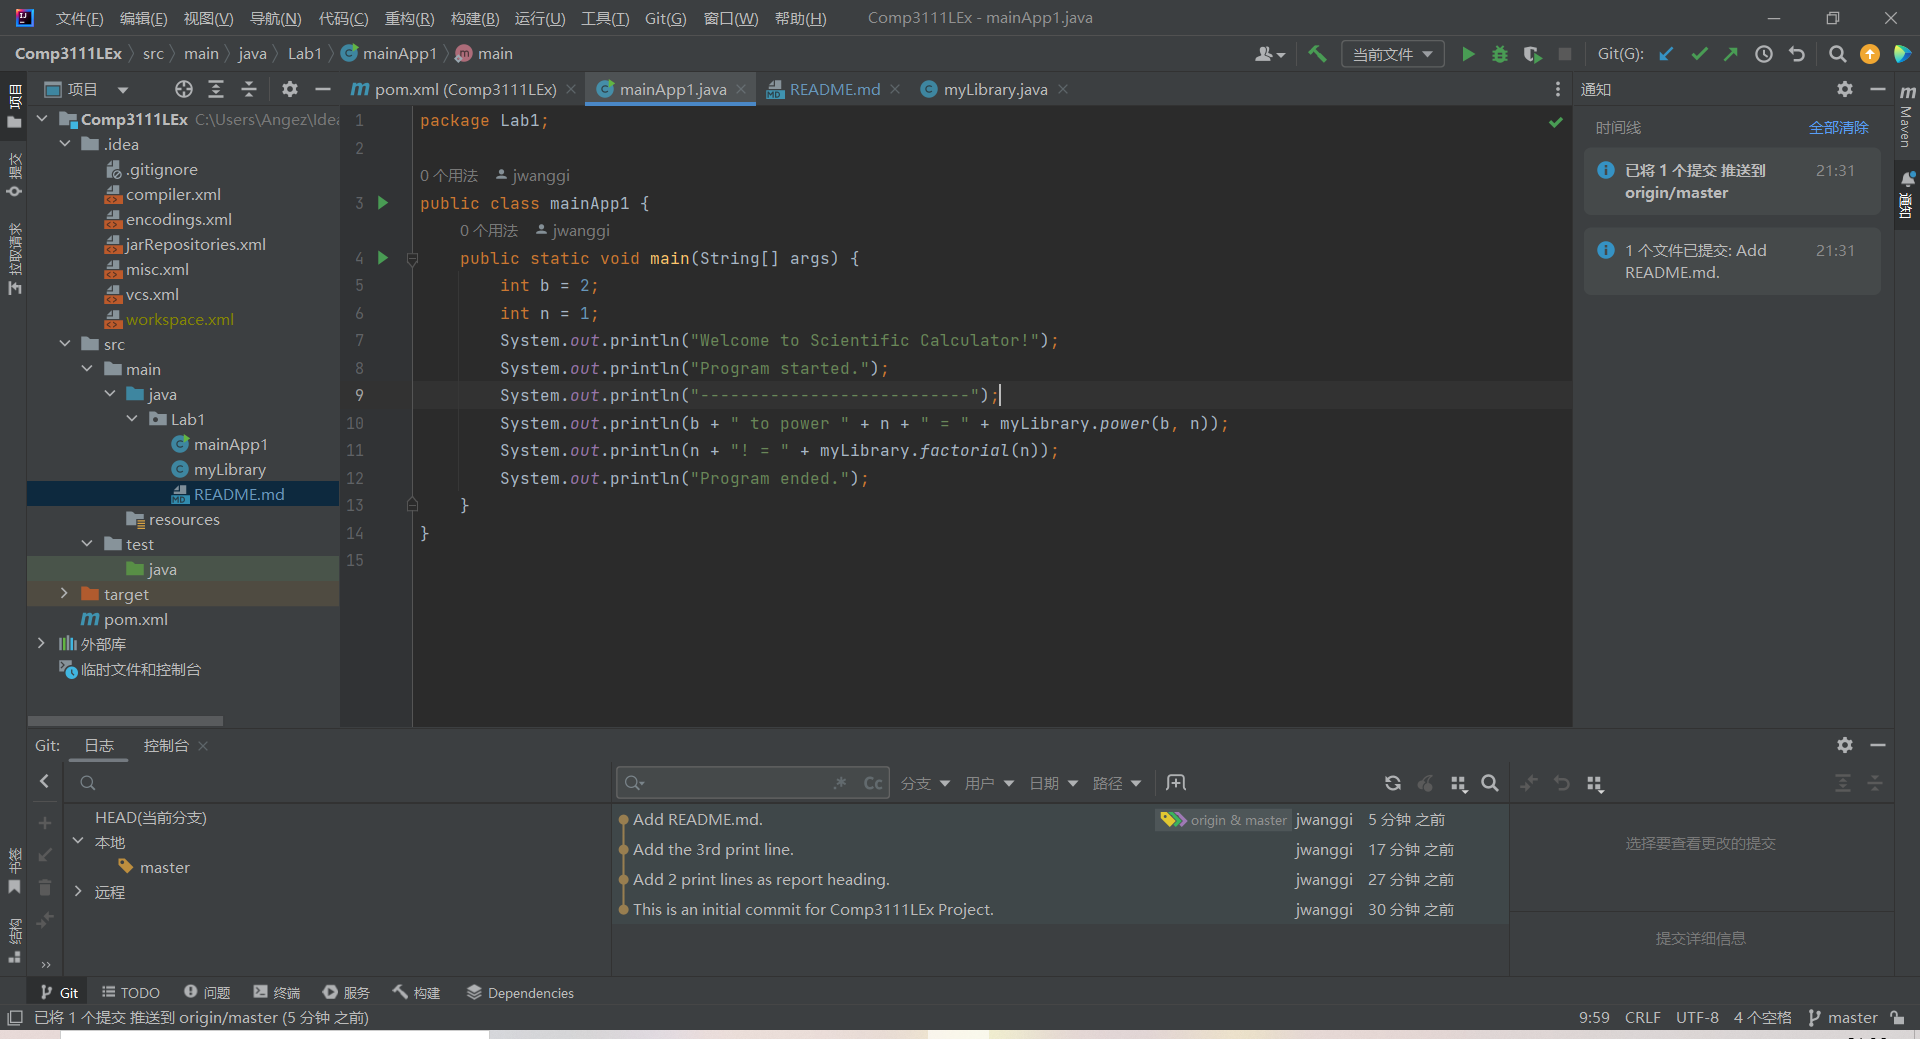 文件(F) 编辑(E) 视图(V) 导航(N) 代码(C) 重构(R) 构建(B) 运行(U) 工具(T) Git(G) 窗口(W) 帮助(H) Comp3111LEx - mainApp1.java
Comp3111LEx src main java Lab1 mainApp1 main 当前文件 Git(G):
项目 pom.xml (Comp3111LEx) mainApp1.java README.md myLibrary.java 通知
项目
提交
拉取请求
书签
结构
Comp3111LEx C:\Users\Angez\Idea
.idea
.gitignore
compiler.xml
encodings.xml
jarRepositories.xml
misc.xml
vcs.xml
workspace.xml
src
main
java
Lab1
mainApp1
myLibrary
README.md
resources
test
java
target
pom.xml
外部库
临时文件和控制台
1 package Lab1;
2
0 个用法 jwanggi
3 public class mainApp1 {
0 个用法 jwanggi
4 public static void main(String[] args) {
5 int b = 2;
6 int n = 1;
7 System.out.println("Welcome to Scientific Calculator!");
8 System.out.println("Program started.");
9 System.out.println("---------------------------");
10 System.out.println(b + " to power " + n + " = " + myLibrary.power(b, n));
11 System.out.println(n + "! = " + myLibrary.factorial(n));
12 System.out.println("Program ended.");
13 }
14 }
15
时间线 全部清除
已将 1 个提交 推送到 21:31
origin/master
1 个文件已提交: Add 21:31
README.md.
Maven
通知
Git: 日志 控制台
Cc 分支 用户 日期 路径
HEAD(当前分支)
本地
master
远程
Add README.md. origin & master jwanggi 5 分钟 之前
Add the 3rd print line. jwanggi 17 分钟 之前
Add 2 print lines as report heading. jwanggi 27 分钟 之前
This is an initial commit for Comp3111LEx Project. jwanggi 30 分钟 之前
选择要查看更改的提交
提交详细信息
Git TODO 问题 终端 服务 构建 Dependencies
已将 1 个提交 推送到 origin/master (5 分钟 之前) 9:59 CRLF UTF-8 4 个空格 master